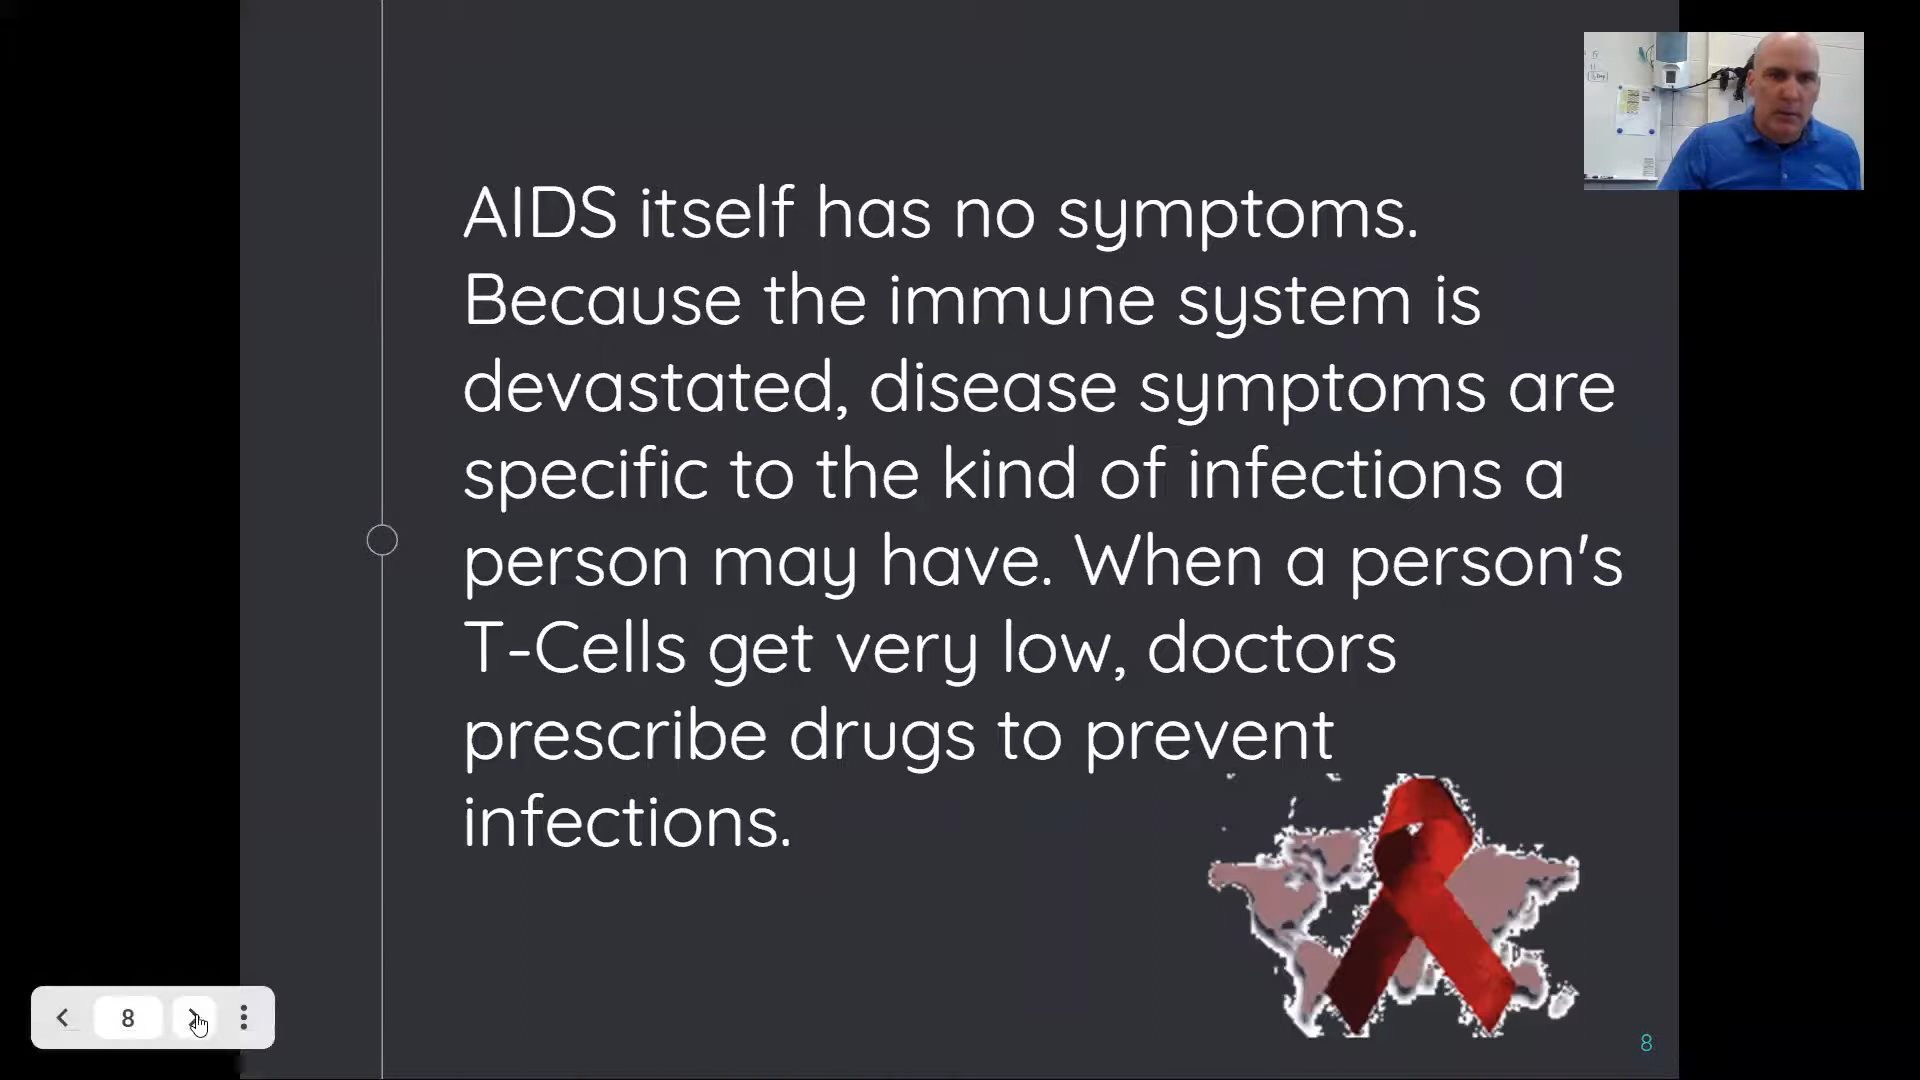 AIDS itself has no symptoms.
Because the immune system is
devastated, disease symptoms are
specific to the kind of infections a
person may have. When a person's
T-Cells get very low, doctors
prescribe drugs to prevent
infections.
8
8